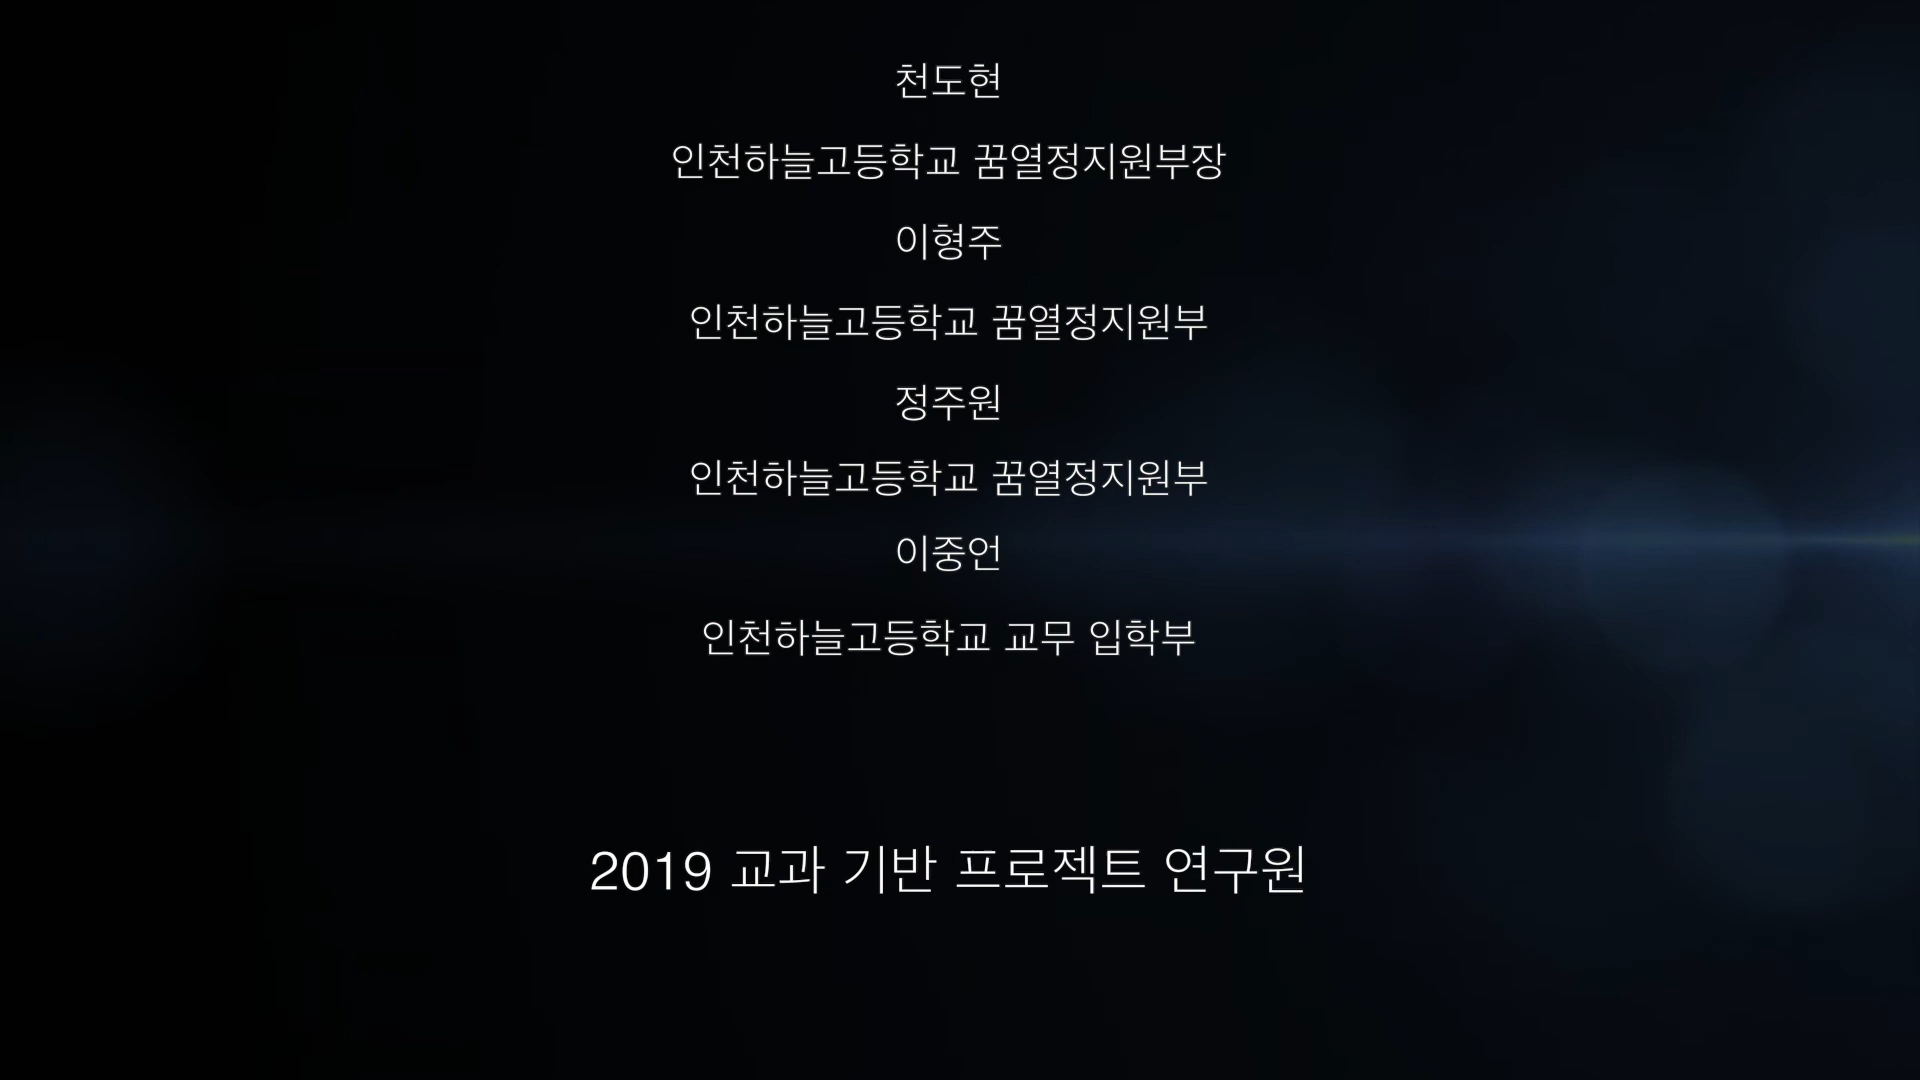 천도현
인천하늘고등학교 꿈열정지원부장
이형주
인천하늘고등학교 꿈열정지원부
정주원
인천하늘고등학교 꿈열정지원부
이중언
인천하늘고등학교 교무 입학부
2019 교과 기반 프로젝트 연구원